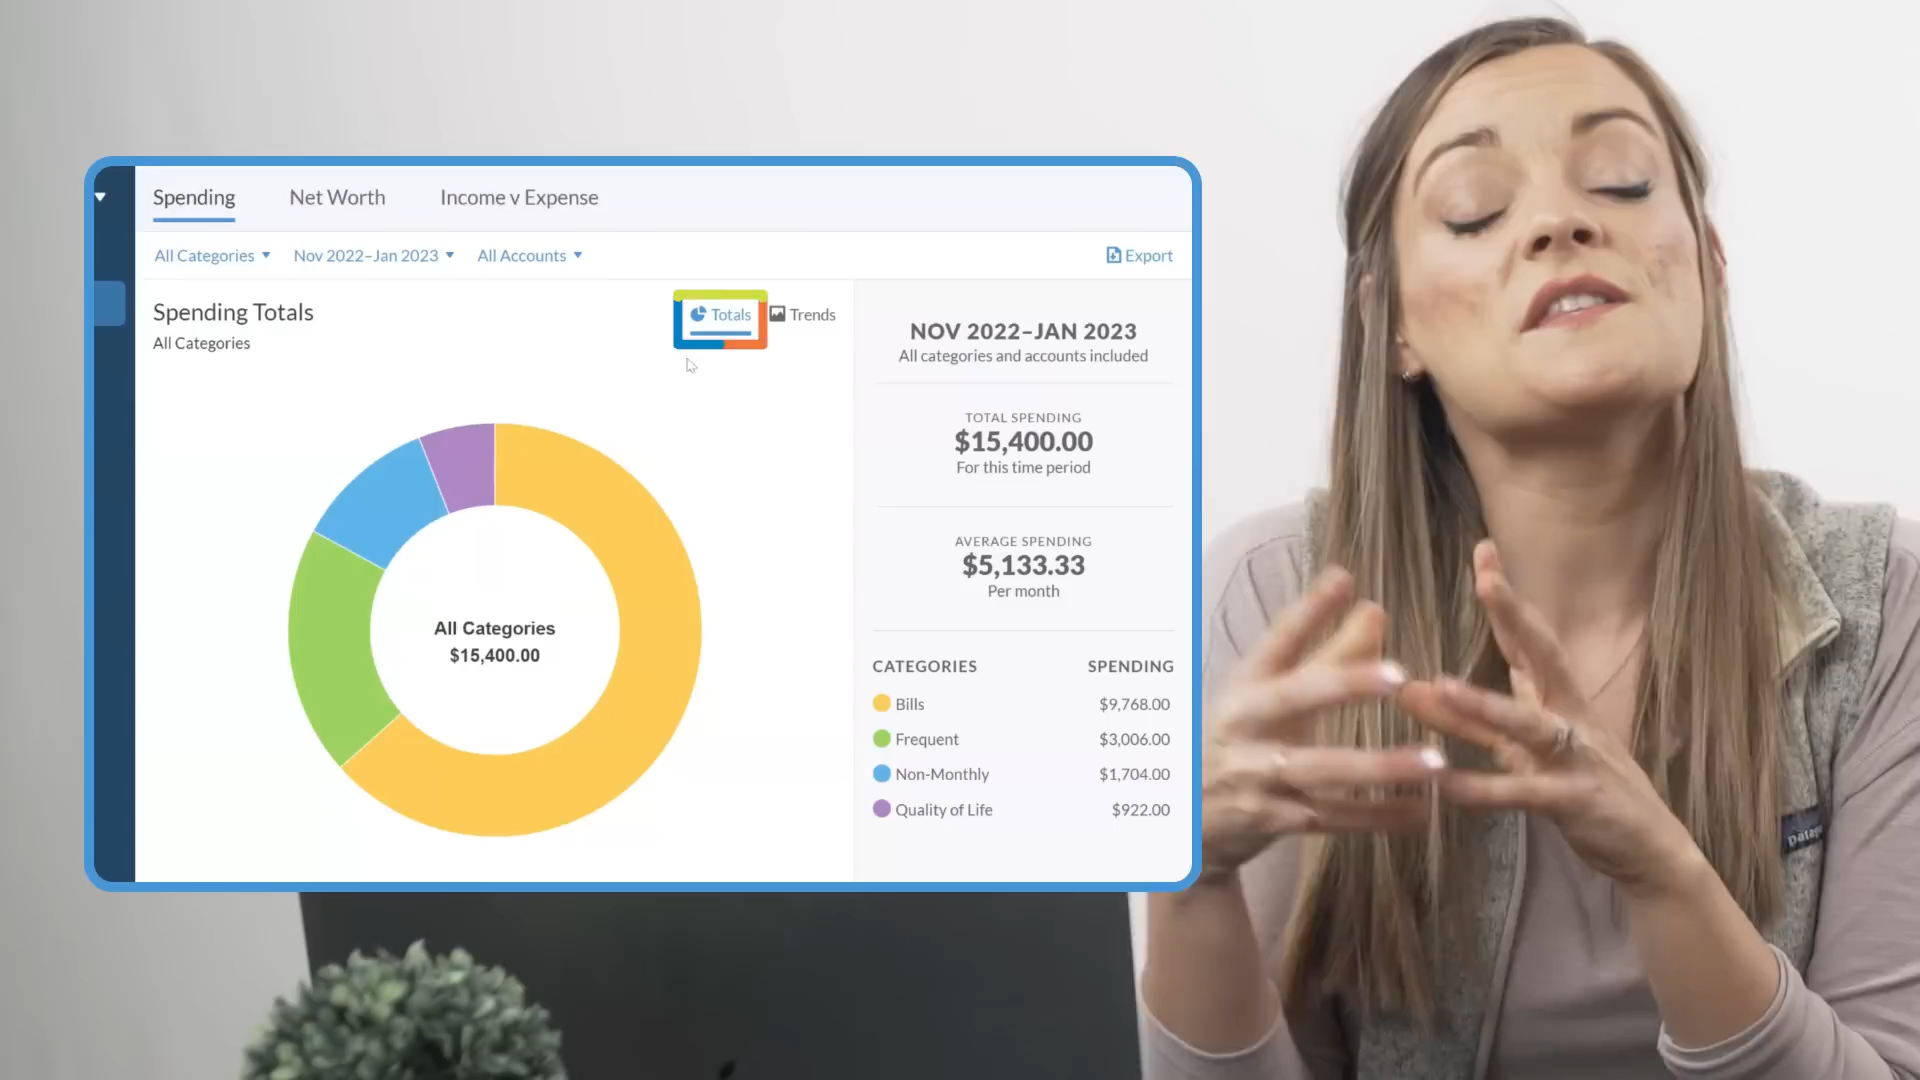 Spending Net Worth Income v Expense
All Categories Nov 2022–Jan 2023 All Accounts Export
Spending Totals
All Categories
Totals Trends
All Categories
$15,400.00
NOV 2022–JAN 2023
All categories and accounts included
TOTAL SPENDING
$15,400.00
For this time period
AVERAGE SPENDING
$5,133.33
Per month
CATEGORIES SPENDING
Bills $9,768.00
Frequent $3,006.00
Non-Monthly $1,704.00
Quality of Life $922.00